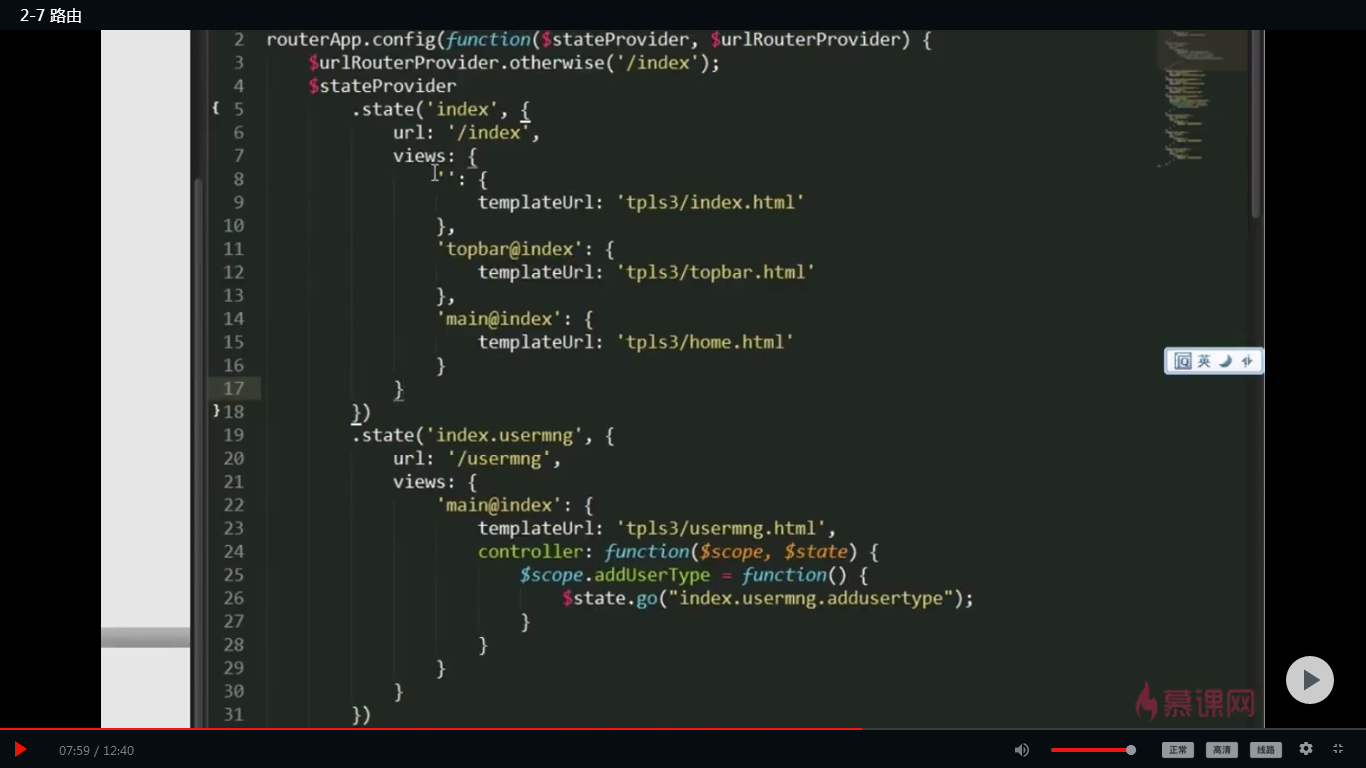 2-7 路由
2 routerApp.config(function($stateProvider, $urlRouterProvider) {
3 $urlRouterProvider.otherwise('/index');
4 $stateProvider
{ 5 .state('index', {
6 url: '/index',
7 views: {
8 '': {
9 templateUrl: 'tpls3/index.html'
10 },
11 'topbar@index': {
12 templateUrl: 'tpls3/topbar.html'
13 },
14 'main@index': {
15 templateUrl: 'tpls3/home.html'
16 }
17 }
}18 })
19 .state('index.usermng', {
20 url: '/usermng',
21 views: {
22 'main@index': {
23 templateUrl: 'tpls3/usermng.html',
24 controller: function($scope, $state) {
25 $scope.addUserType = function() {
26 $state.go("index.usermng.addusertype");
27 }
28 }
29 }
30 }
31 })
英
慕课网
07:59 / 12:40
正常 高清 线路